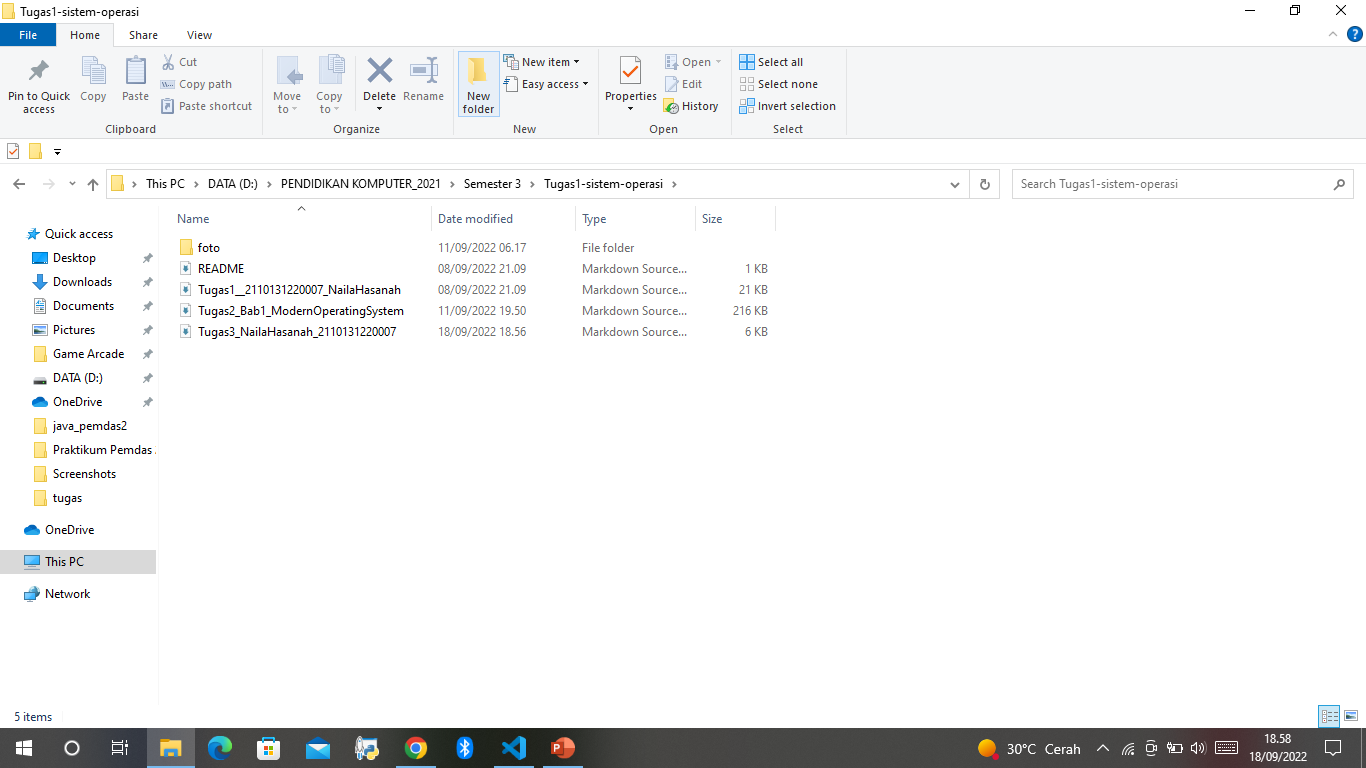 Tugas1-sistem-operasi
File Home Share View
Pin to Quick access
Copy
Paste
Cut
Copy path
Paste shortcut
Clipboard
Move to
Copy to
Delete
Rename
Organize
New folder
New item
Easy access
New
Properties
Open
Edit
History
Open
Select all
Select none
Invert selection
Select
This PC > DATA (D:) > PENDIDIKAN KOMPUTER_2021 > Semester 3 > Tugas1-sistem-operasi >
Search Tugas1-sistem-operasi
Quick access
Desktop
Downloads
Documents
Pictures
Game Arcade
DATA (D:)
OneDrive
java_pemdas2
Praktikum Pemdas
Screenshots
tugas
OneDrive
This PC
Network
Name Date modified Type Size
foto 11/09/2022 06.17 File folder
README 08/09/2022 21.09 Markdown Source... 1 KB
Tugas1__2110131220007_NailaHasanah 08/09/2022 21.09 Markdown Source... 21 KB
Tugas2_Bab1_ModernOperatingSystem 11/09/2022 19.50 Markdown Source... 216 KB
Tugas3_NailaHasanah_2110131220007 18/09/2022 18.56 Markdown Source... 6 KB
5 items
30°C Cerah
18.58
18/09/2022